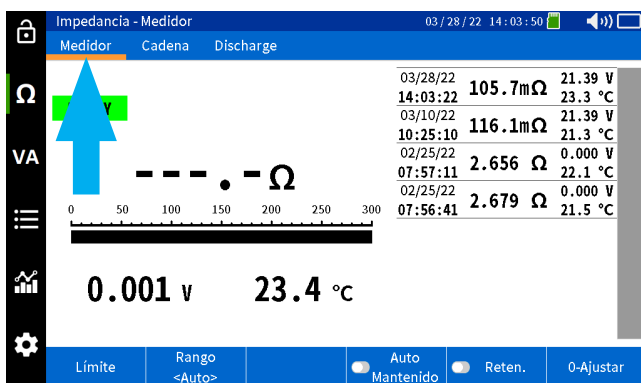 Impedancia - Medidor 03/28/22 14:03:50
Medidor Cadena Discharge
Ω
VA
---.-Ω
0 50 100 150 200 250 300
0.001 V 23.4 °C
03/28/22 14:03:22 105.7mΩ 21.39 V 23.3 °C
03/10/22 10:25:10 116.1mΩ 21.39 V 21.3 °C
02/25/22 07:57:11 2.656 Ω 0.000 V 22.1 °C
02/25/22 07:56:41 2.679 Ω 0.000 V 21.5 °C
Límite
Rango
<Auto>
Auto
Mantenido
Reten.
0-Ajustar